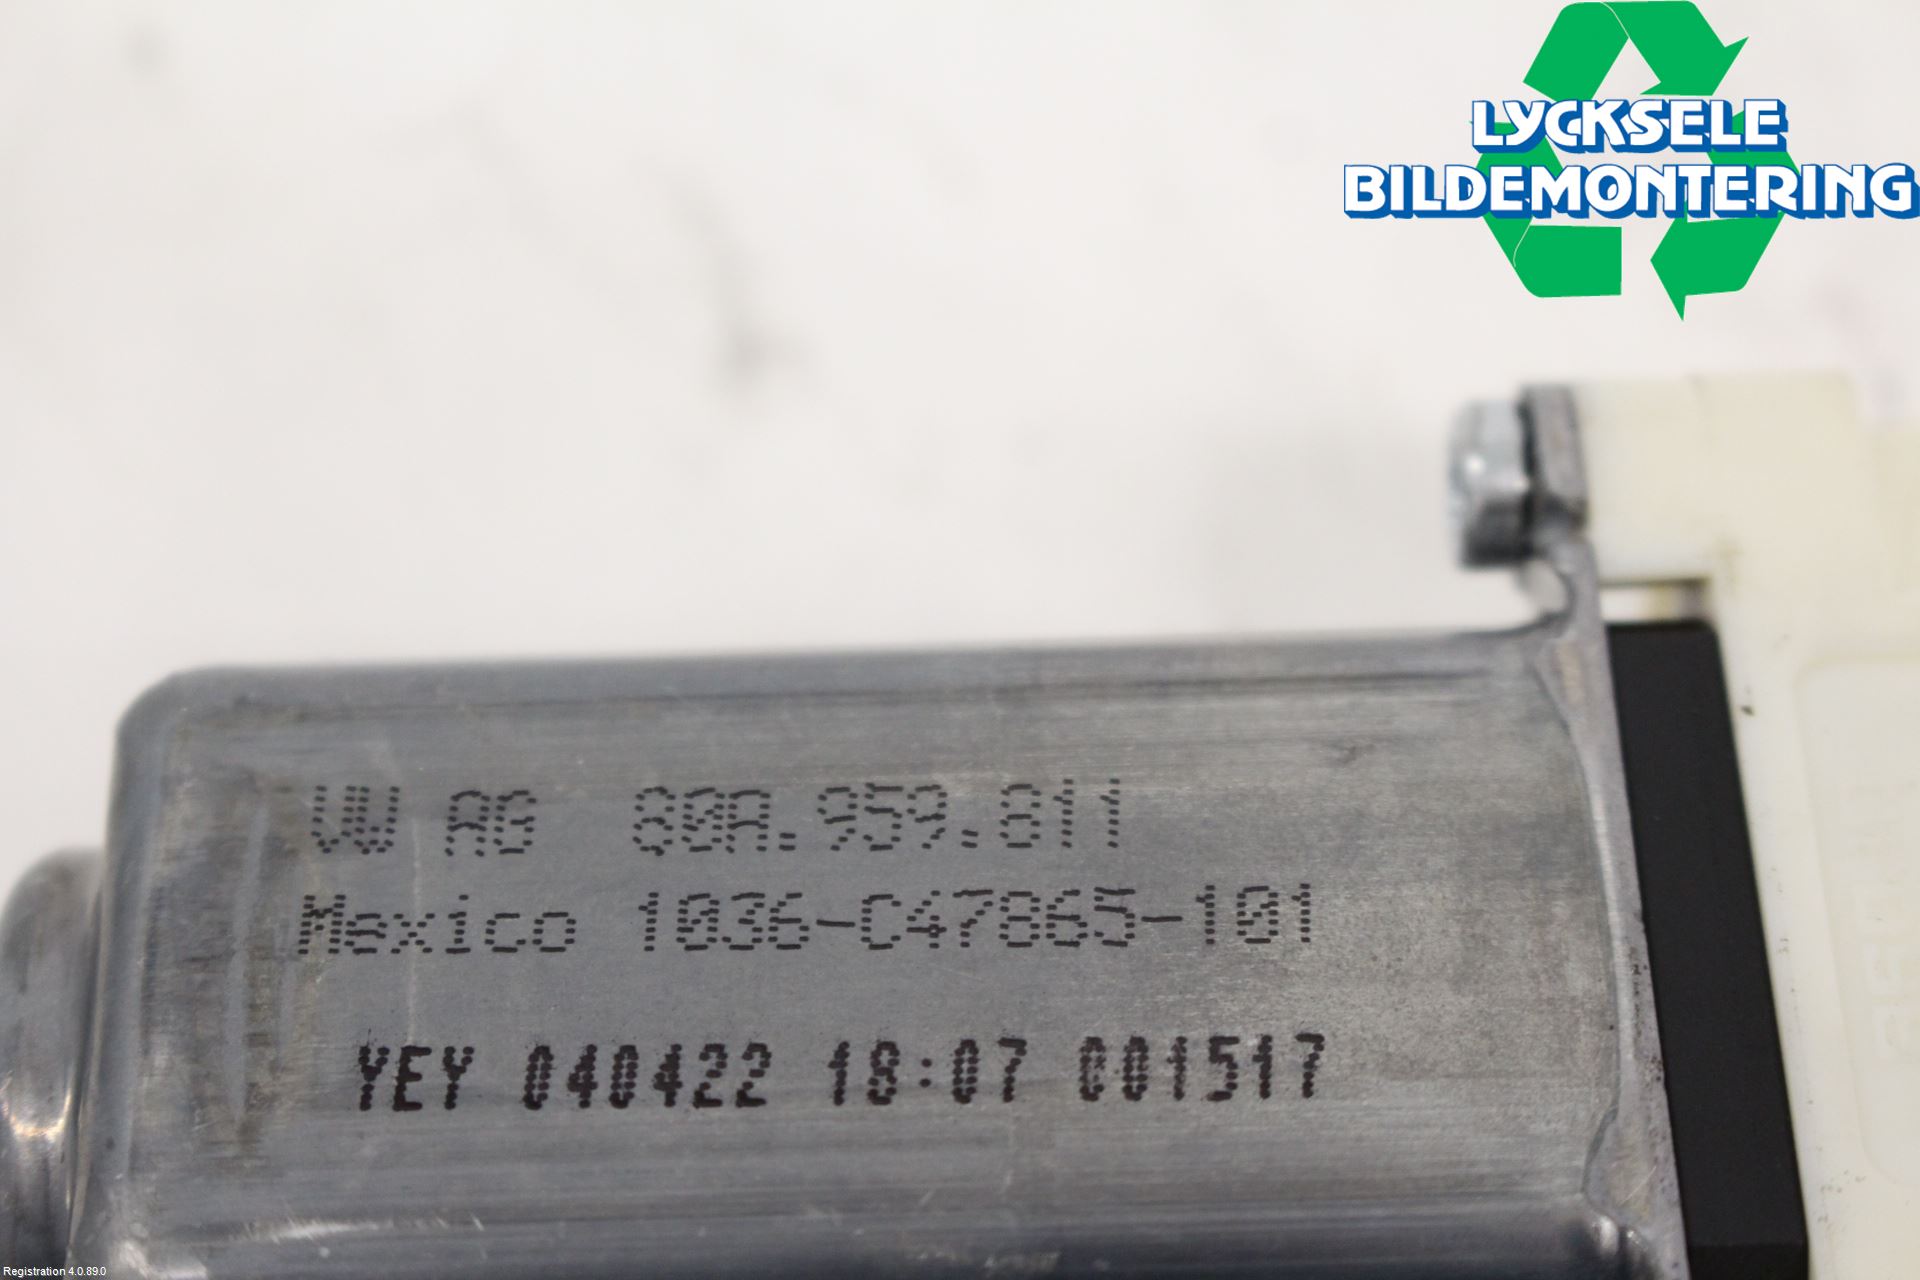 LYCKSELE
BILDEMONTERING
VW AG 80A.959.811
Mexico 1036-C47865-101
YEY 040422 18:07 001517
Registration 4.0.89.0